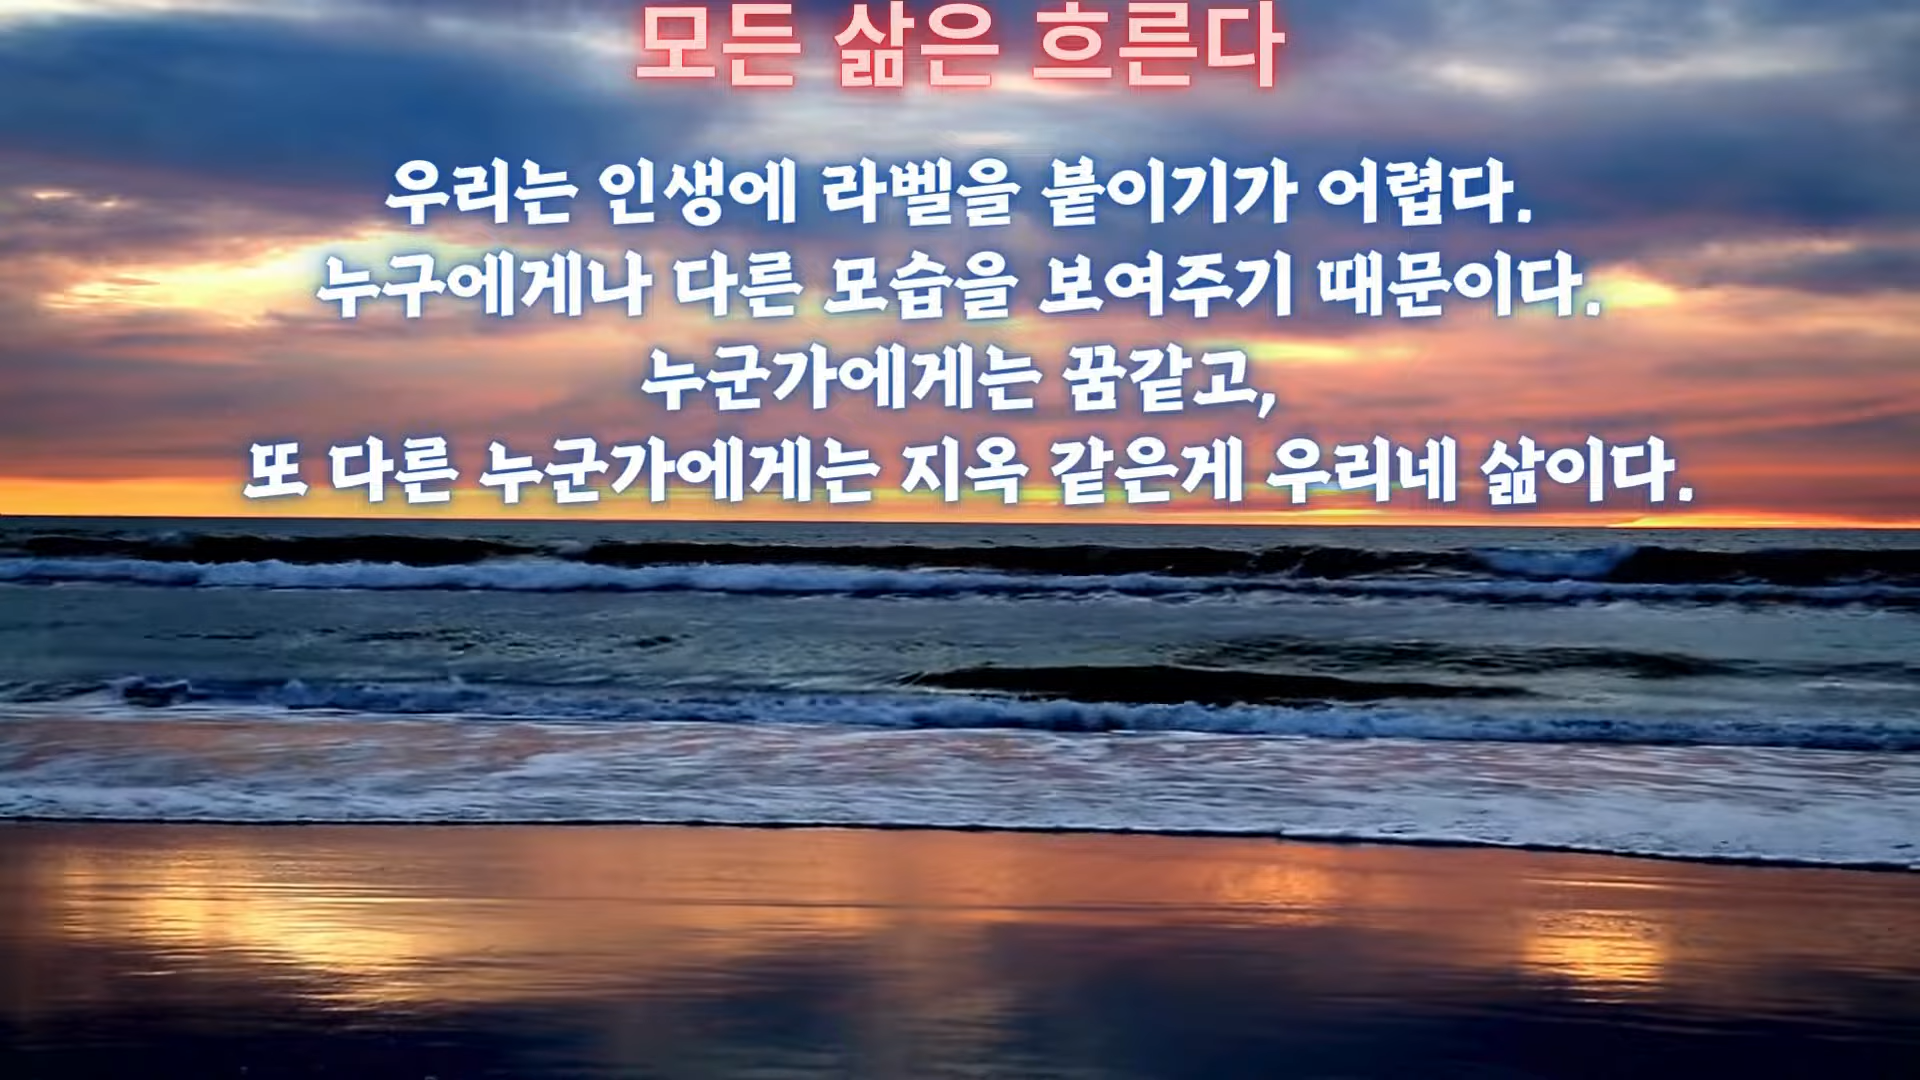 모든 삶은 흐른다
우리는 인생에 라벨을 붙이기가 어렵다.
누구에게나 다른 모습을 보여주기 때문이다.
누군가에게는 꿈같고,
또 다른 누군가에게는 지옥 같은게 우리네 삶이다.